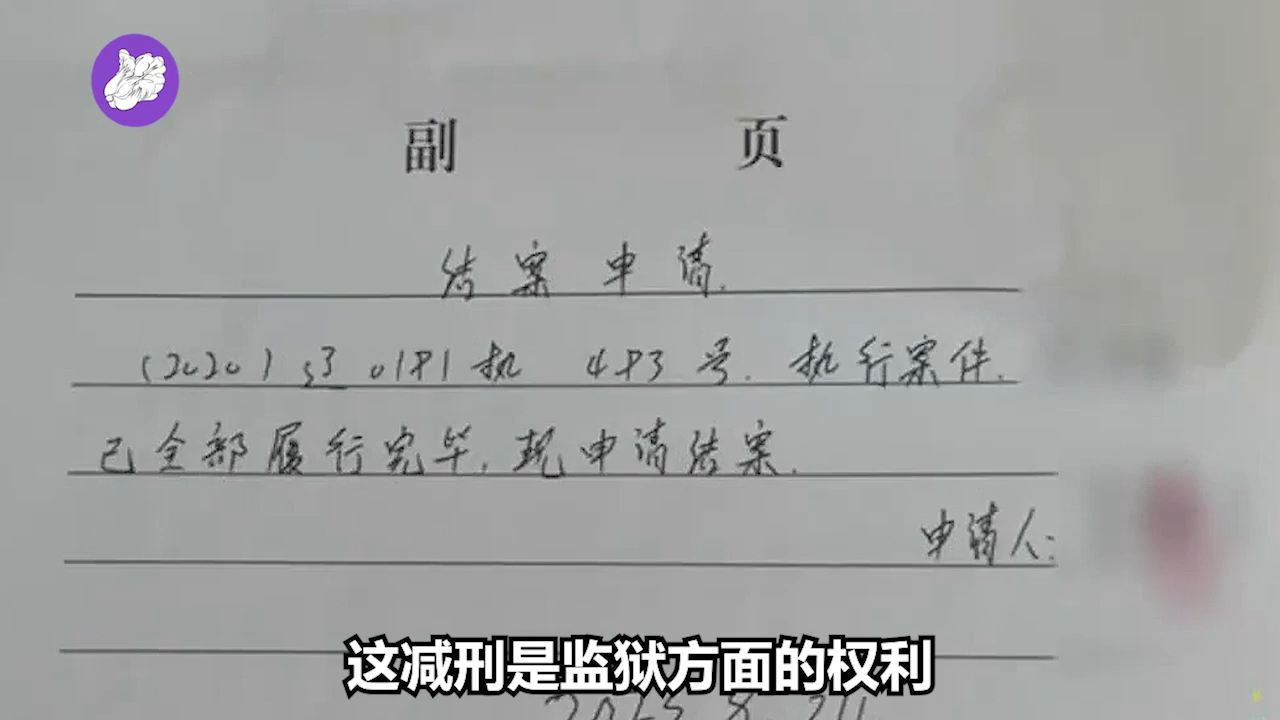 副 页
结案申请.
(2020)云0181执 483号. 执行案件.
已全部履行完毕, 现申请结案.
申请人:
这减刑是监狱方面的权利